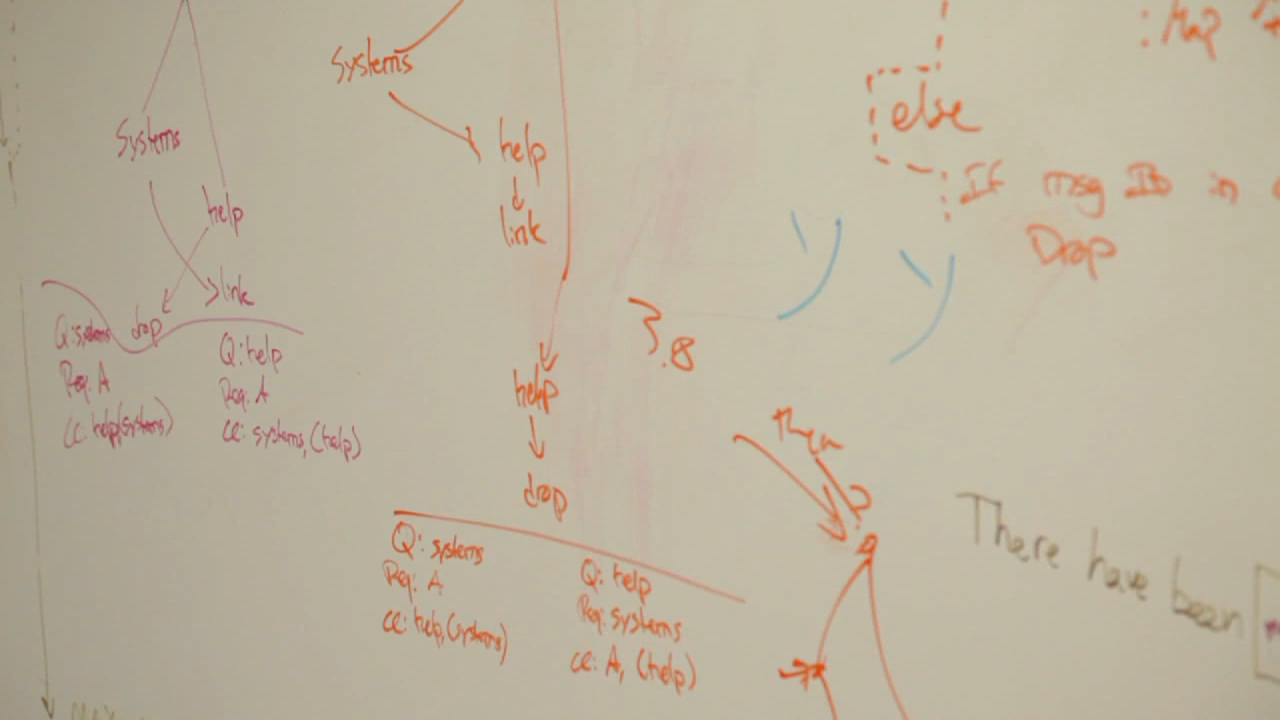 Systems
help
link
drop
Q: systems
Req: A
CC: help(systems)
Q: help
Req: A
CC: systems, (help)
Systems
help
link
help
drop
Q: systems
Req: A
CC: help, (systems)
Q: help
Req: systems
CC: A, (help)
3.8
else
If msg ID in
Drop
then
There have been